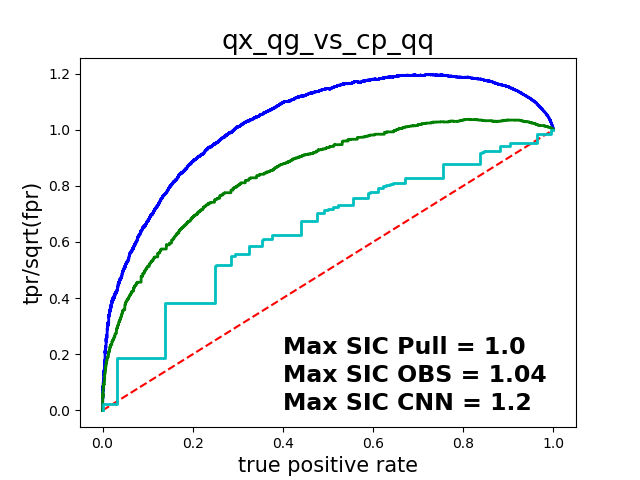 qx_qg_vs_cp_qq
tpr/sqrt(fpr)
1.2
1.0
0.8
0.6
0.4
0.2
0.0
Max SIC Pull = 1.0
Max SIC OBS = 1.04
Max SIC CNN = 1.2
0.0 0.2 0.4 0.6 0.8 1.0
true positive rate